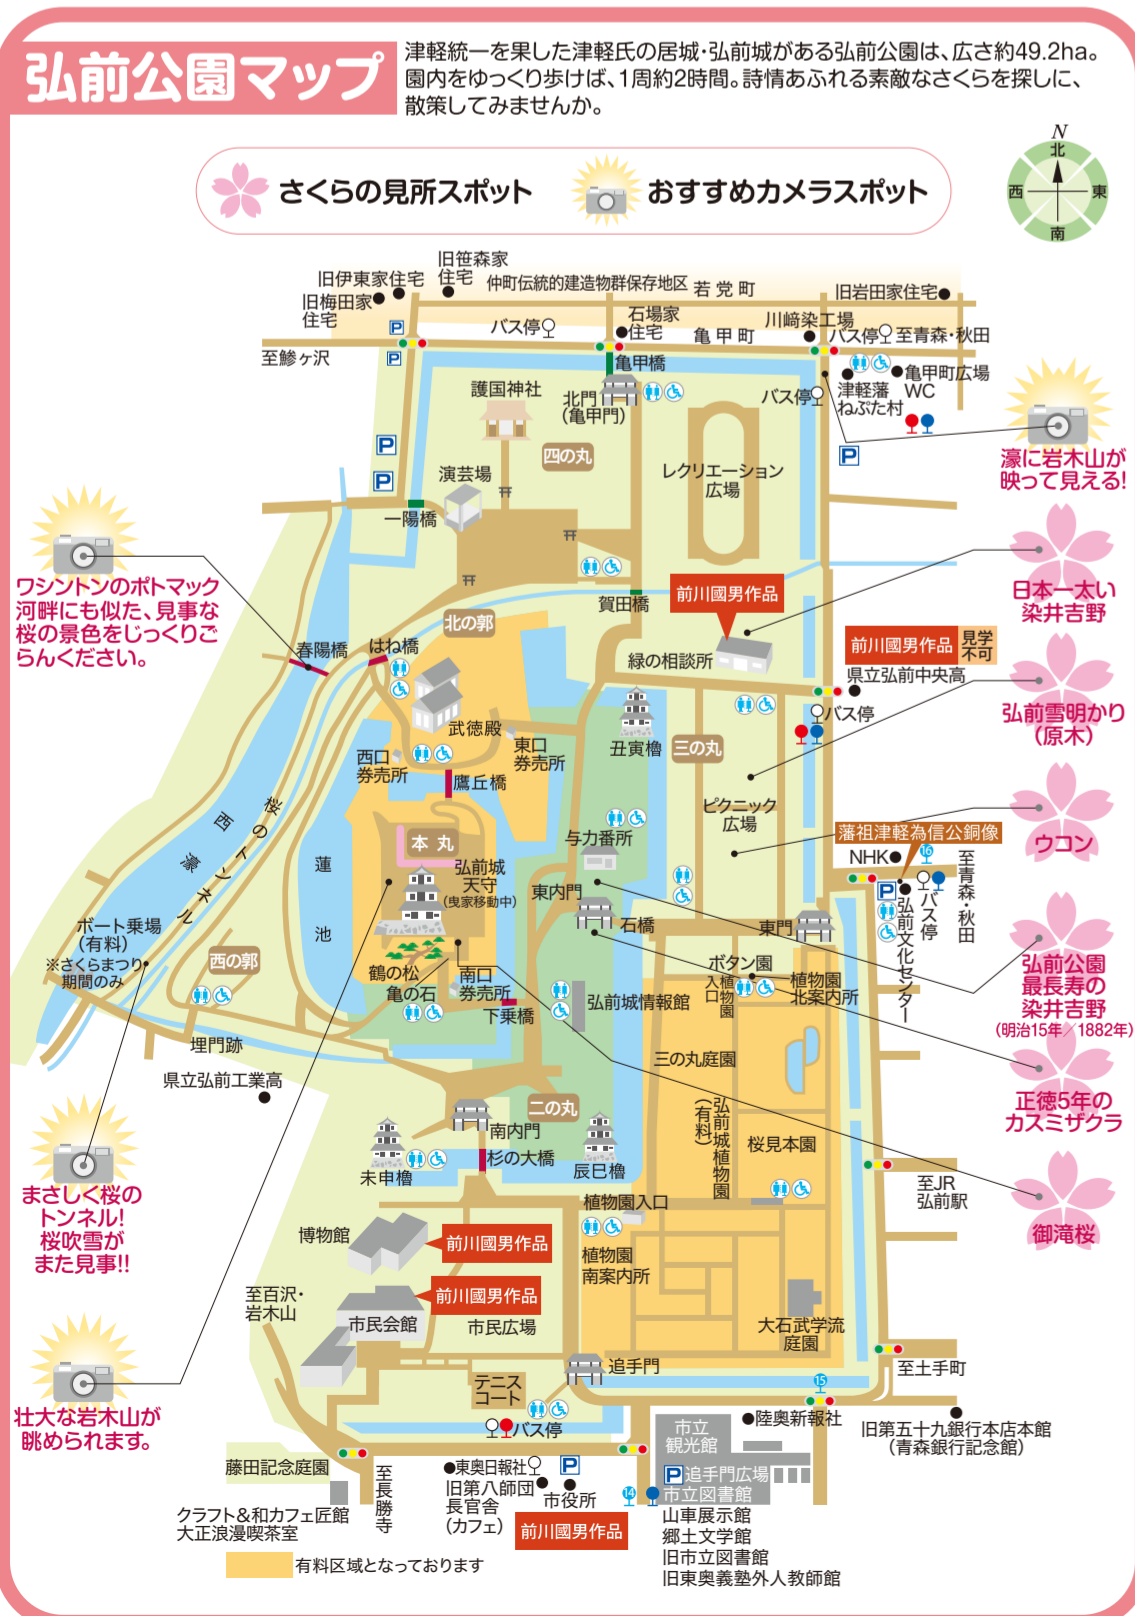 弘前公園マップ
津軽統一を果した津軽氏の居城・弘前城がある弘前公園は、広さ約49.2ha。
園内をゆっくり歩けば、1周約2時間。詩情あふれる素敵なさくらを探しに、
散策してみませんか。
さくらの見所スポット
おすすめカメラスポット
N
北
西
東
南
旧笹森家
住宅
旧伊東家住宅
旧梅田家
住宅
仲町伝統的建造物群保存地区
若党町
旧岩田家住宅
バス停
石場家
住宅
亀甲町
川﨑染工場
バス停
至青森・秋田
至鯵ヶ沢
P
P
亀甲橋
亀甲町広場
WC
津軽藩
ねぷた村
バス停
護国神社
北門
(亀甲門)
P
P
P
四の丸
レクリエーション
広場
濠に岩木山が
映って見える!
演芸場
一陽橋
ワシントンのポトマック
河畔にも似た、見事な
桜の景色をじっくりご
らんください。
日本一太い
染井吉野
賀田橋
前川國男作品
北の郭
春陽橋
はね橋
緑の相談所
前川國男作品
見学
不可
県立弘前中央高
バス停
弘前雪明かり
(原木)
武徳殿
東口
券売所
西口
券売所
丑寅櫓
三の丸
鷹丘橋
ピクニック
広場
西濠
桜のトンネル
蓮池
本丸
弘前城
天守
(曳家移動中)
与力番所
ウコン
藩祖津軽為信公銅像
NHK
16
至青森・秋田
P
バス停
弘前文化センター
東内門
石橋
東門
ボート乗場
(有料)
※さくらまつり
期間のみ
西の郭
鶴の松
亀の石
南口
券売所
下乗橋
弘前城情報館
ボタン園
植物園
入口
植物園
北案内所
弘前公園
最長寿の
染井吉野
(明治15年/1882年)
埋門跡
県立弘前工業高
三の丸庭園
弘前城植物園
(有料)
正徳5年の
カスミザクラ
二の丸
南内門
杉の大橋
未申櫓
辰巳櫓
桜見本園
至JR
弘前駅
御滝桜
まさしく桜の
トンネル!
桜吹雪が
また見事!!
植物園入口
博物館
前川國男作品
植物園
南案内所
至百沢・
岩木山
前川國男作品
市民会館
市民広場
大石武学流
庭園
追手門
至土手町
壮大な岩木山が
眺められます。
テニス
コート
バス停
15
市立
観光館
陸奥新報社
旧第五十九銀行本店本館
(青森銀行記念館)
藤田記念庭園
至長勝寺
東奥日報社
P
旧第八師団
長官舎
(カフェ)
市役所
前川國男作品
14
P
追手門広場
市立図書館
山車展示館
郷土文学館
旧市立図書館
旧東奥義塾外人教師館
クラフト&和カフェ匠館
大正浪漫喫茶室
有料区域となっております